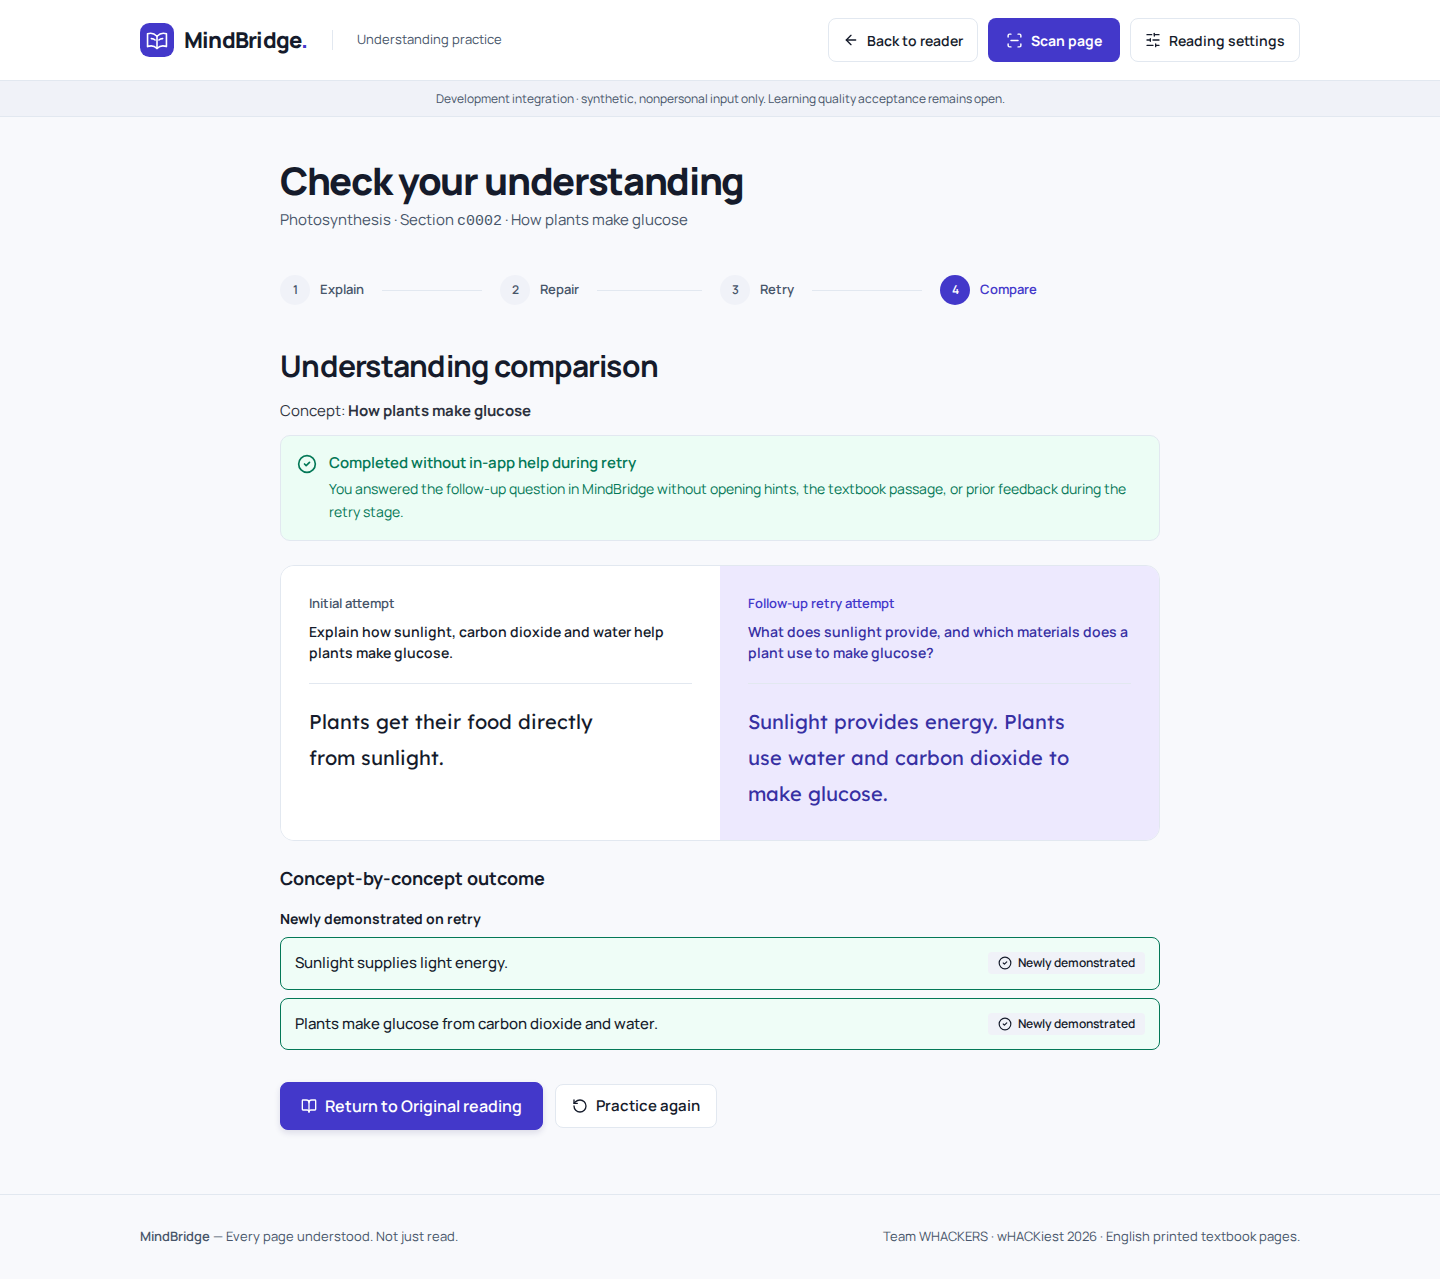 MindBridge.
Understanding practice
Back to reader
Scan page
Reading settings
Development integration · synthetic, nonpersonal input only. Learning quality acceptance remains open.
Check your understanding
Photosynthesis · Section c0002 · How plants make glucose
1 Explain
2 Repair
3 Retry
4 Compare
Understanding comparison
Concept: How plants make glucose
Completed without in-app help during retry
You answered the follow-up question in MindBridge without opening hints, the textbook passage, or prior feedback during the
retry stage.
Initial attempt
Explain how sunlight, carbon dioxide and water help
plants make glucose.
Plants get their food directly
from sunlight.
Follow-up retry attempt
What does sunlight provide, and which materials does a
plant use to make glucose?
Sunlight provides energy. Plants
use water and carbon dioxide to
make glucose.
Concept-by-concept outcome
Newly demonstrated on retry
Sunlight supplies light energy.
Newly demonstrated
Plants make glucose from carbon dioxide and water.
Newly demonstrated
Return to Original reading
Practice again
MindBridge — Every page understood. Not just read.
Team WHACKERS · wHACKiest 2026 · English printed textbook pages.